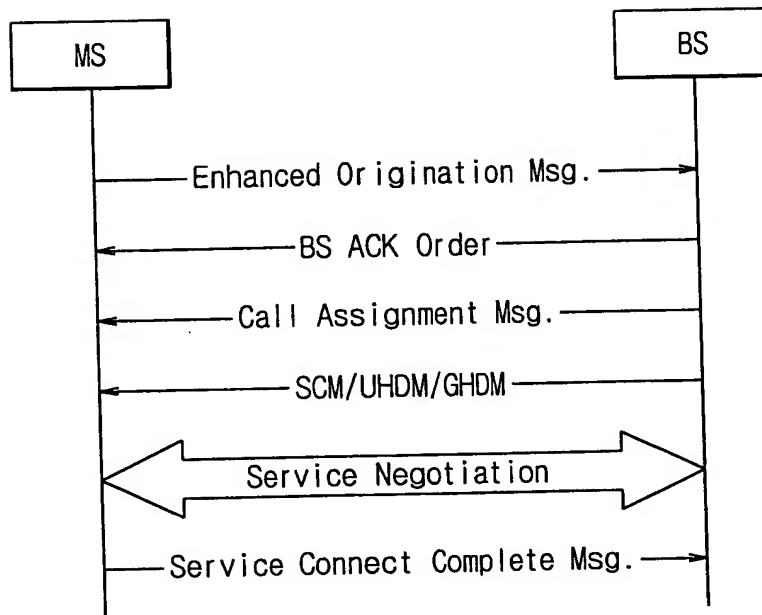 MS
BS
Enhanced Origination Msg.
BS ACK Order
Call Assignment Msg.
SCM/UHDM/GHDM
Service Negotiation
Service Connect Complete Msg.